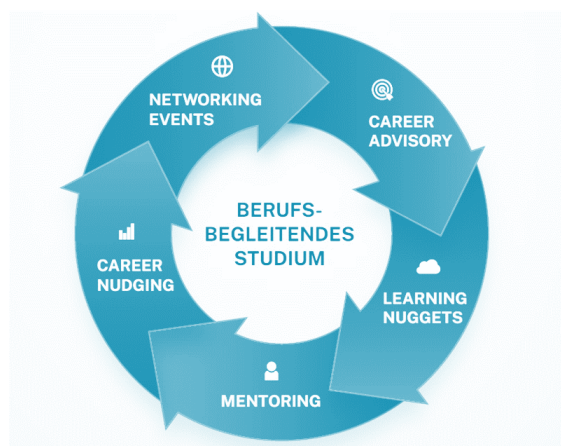 NETWORKING
EVENTS
CAREER
ADVISORY
BERUFS-
BEGLEITENDES
STUDIUM
CAREER
NUDGING
LEARNING
NUGGETS
MENTORING